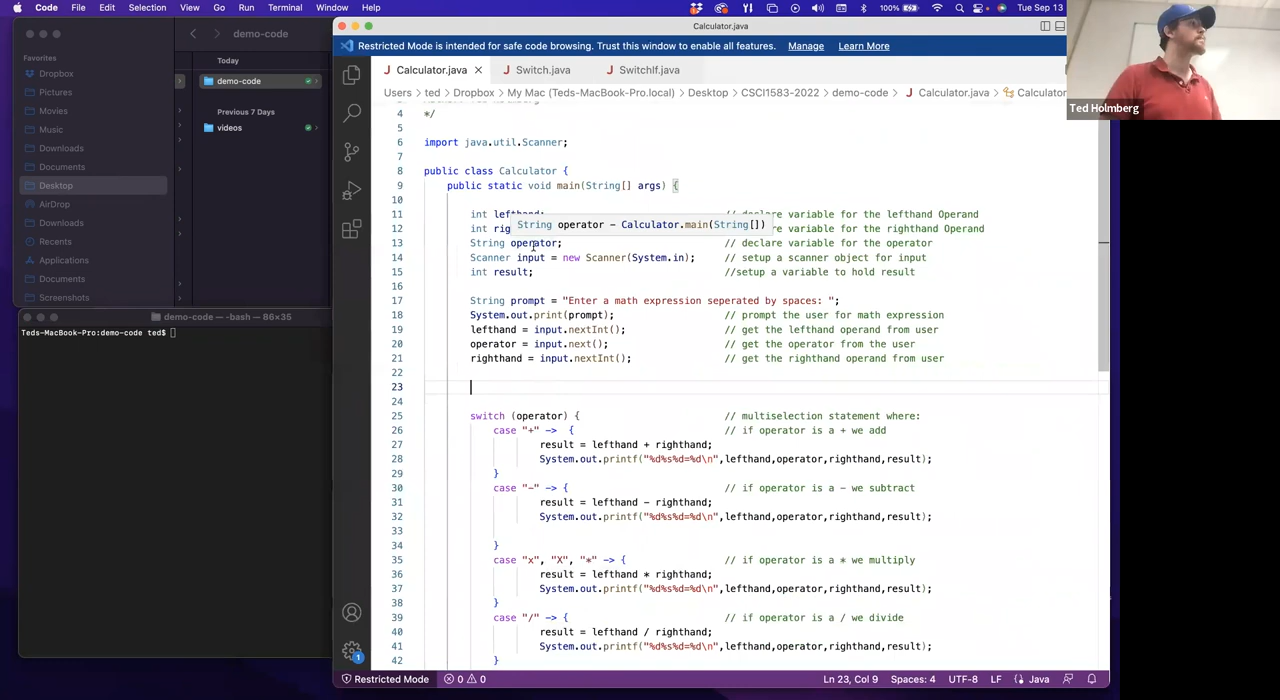 Code File Edit Selection View Go Run Terminal Window Help 100% Tue Sep 13
demo-code
Favorites
Dropbox
Pictures
Movies
Music
Downloads
Documents
Desktop
AirDrop
Downloads
Recents
Applications
Documents
Screenshots
Today
demo-code
Previous 7 Days
videos
demo-code — -bash — 86×35
Teds-MacBook-Pro:demo-code ted$
Calculator.java
Restricted Mode is intended for safe code browsing. Trust this window to enable all features. Manage Learn More
J Calculator.java J Switch.java J SwitchIf.java
Users > ted > Dropbox > My Mac (Teds-MacBook-Pro.local) > Desktop > CSCI1583-2022 > demo-code > J Calculator.java > Calculator
4 */
5
6 import java.util.Scanner;
7
8 public class Calculator {
9 public static void main(String[] args) {
10
11 int lefthand; // declare variable for the lefthand Operand
String operator – Calculator.main(String[])
12 int rig re variable for the righthand Operand
13 String operator; // declare variable for the operator
14 Scanner input = new Scanner(System.in); // setup a scanner object for input
15 int result; //setup a variable to hold result
16
17 String prompt = "Enter a math expression seperated by spaces: ";
18 System.out.print(prompt); // prompt the user for math expression
19 lefthand = input.nextInt(); // get the lefthand operand from user
20 operator = input.next(); // get the operator from the user
21 righthand = input.nextInt(); // get the righthand operand from user
22
23
24
25 switch (operator) { // multiselection statement where:
26 case "+" -> { // if operator is a + we add
27 result = lefthand + righthand;
28 System.out.printf("%d%s%d=%d\n",lefthand,operator,righthand,result);
29 }
30 case "-" -> { // if operator is a - we subtract
31 result = lefthand - righthand;
32 System.out.printf("%d%s%d=%d\n",lefthand,operator,righthand,result);
33
34 }
35 case "x", "X", "*" -> { // if operator is a * we multiply
36 result = lefthand * righthand;
37 System.out.printf("%d%s%d=%d\n",lefthand,operator,righthand,result);
38 }
39 case "/" -> { // if operator is a / we divide
40 result = lefthand / righthand;
41 System.out.printf("%d%s%d=%d\n",lefthand,operator,righthand,result);
42 }
1
Restricted Mode 0 0 Ln 23, Col 9 Spaces: 4 UTF-8 LF Java
Ted Holmberg